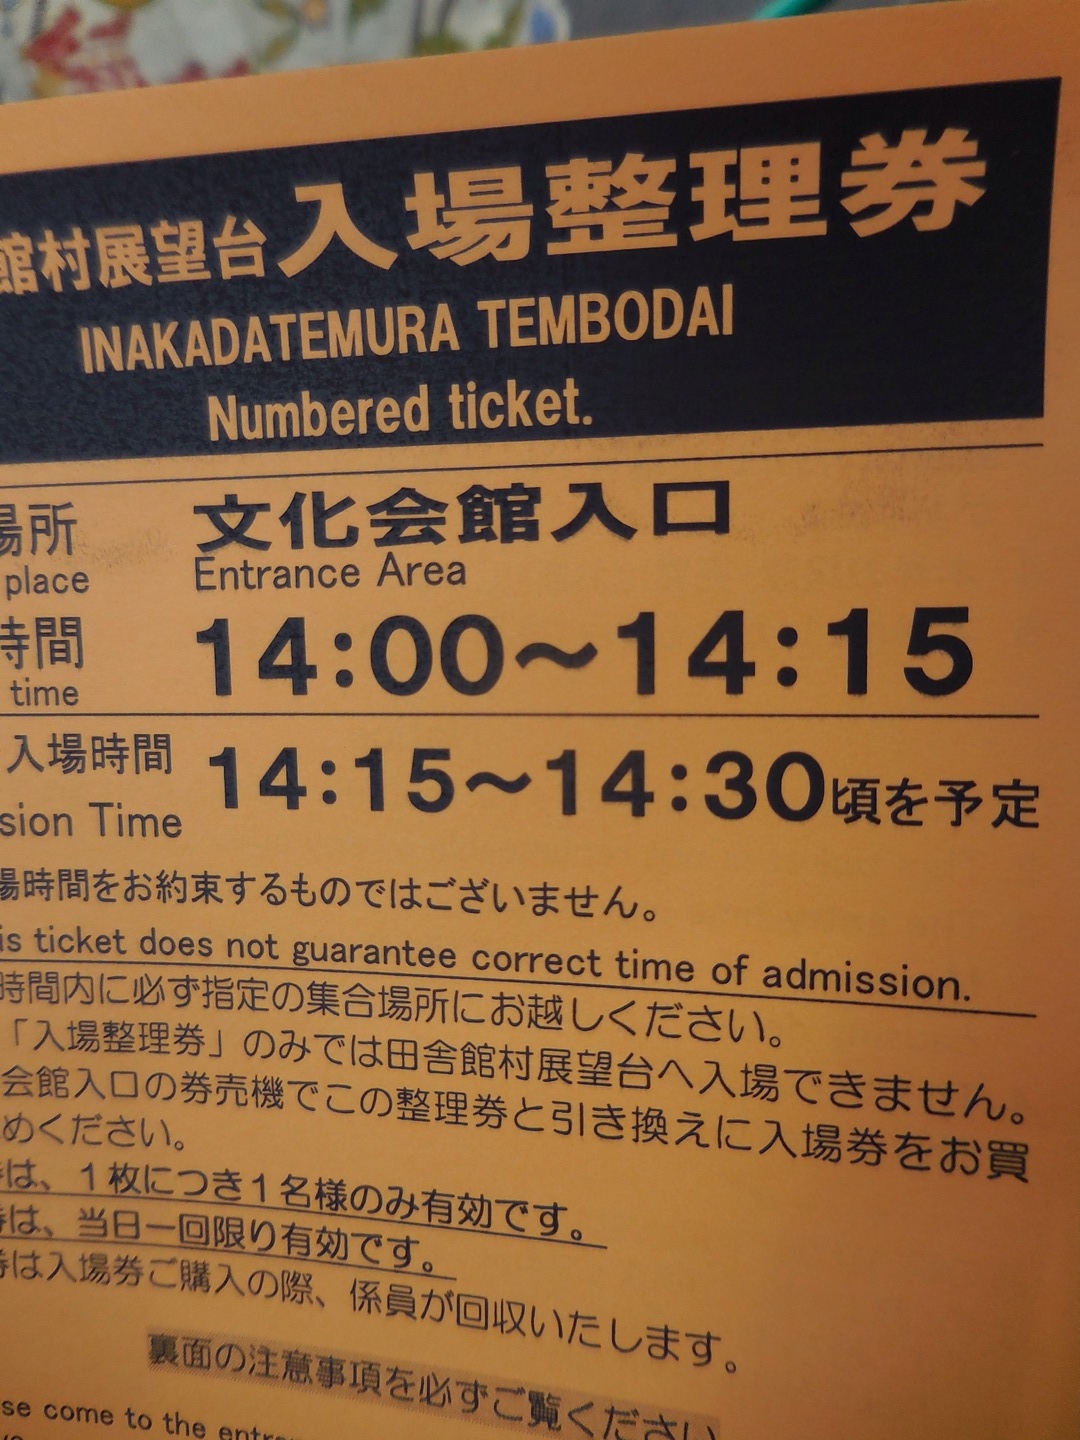 館村展望台 入場整理券
INAKADATEMURA TEMBODAI
Numbered ticket.
場所 文化会館入口
place Entrance Area
時間 14:00～14:15
time
入場時間 14:15～14:30頃を予定
sion Time
場時間をお約束するものではございません。
is ticket does not guarantee correct time of admission.
時間内に必ず指定の集合場所にお越しください。
「入場整理券」のみでは田舎館村展望台へ入場できません。
会館入口の券売機でこの整理券と引き換えに入場券をお買
めください。
券は、1枚につき1名様のみ有効です。
券は、当日一回限り有効です。
券は入場券ご購入の際、係員が回収いたします。
裏面の注意事項を必ずご覧ください
se come to the entran